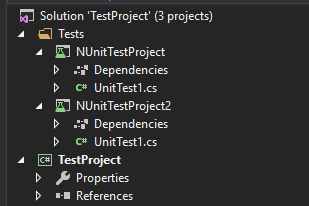 Solution 'TestProject' (3 projects)
Tests
NUnitTestProject
Dependencies
C# UnitTest1.cs
NUnitTestProject2
Dependencies
C# UnitTest1.cs
C# TestProject
Properties
References